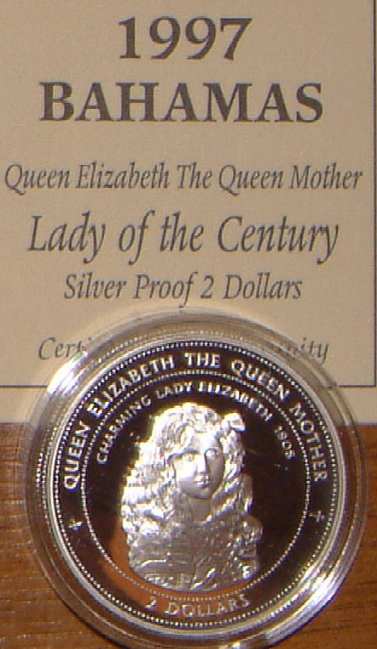 1997
BAHAMAS
Queen Elizabeth The Queen Mother
Lady of the Century
Silver Proof 2 Dollars
QUEEN ELIZABETH THE QUEEN MOTHER
CHARMING LADY ELIZABETH 1905
2 DOLLARS